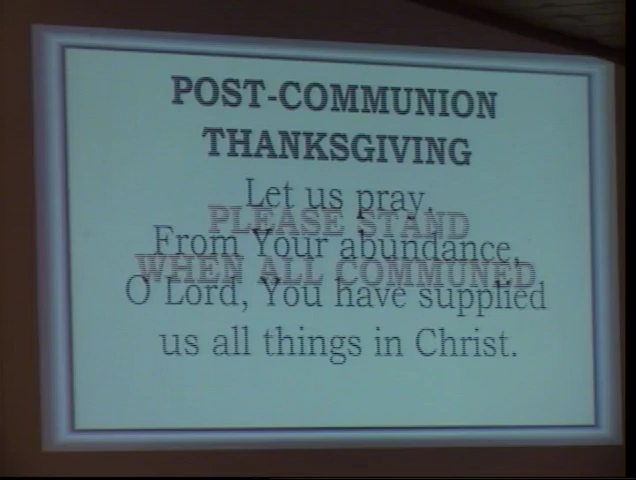 POST-COMMUNION
THANKSGIVING
Let us pray.
PLEASE STAND
From Your abundance,
WHEN ALL COMMUNED
O Lord, You have supplied
us all things in Christ.